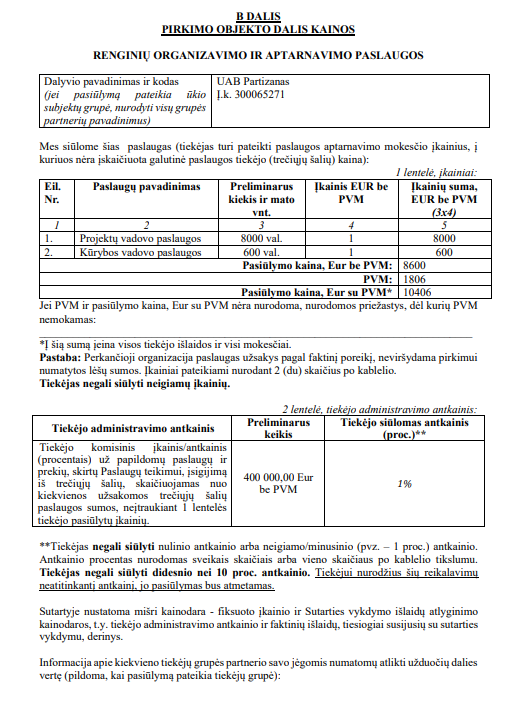 B DALIS
PIRKIMO OBJEKTO DALIS KAINOS
RENGINIŲ ORGANIZAVIMO IR APTARNAVIMO PASLAUGOS
Dalyvio pavadinimas ir kodas
(jei pasiūlymą pateikia ūkio
subjektų grupė, nurodyti visų grupės
partnerių pavadinimus)
UAB Partizanas
Į.k. 300065271
Mes siūlome šias paslaugas (tiekėjas turi pateikti paslaugos aptarnavimo mokesčio įkainius, į
kuriuos nėra įskaičiuota galutinė paslaugos tiekėjo (trečiųjų šalių) kaina):
1 lentelė, įkainiai:
Eil. Nr. Paslaugų pavadinimas Preliminarus kiekis ir mato vnt. Įkainis EUR be PVM Įkainių suma, EUR be PVM (3x4)
1 2 3 4 5
1. Projektų vadovo paslaugos 8000 val. 1 8000
2. Kūrybos vadovo paslaugos 600 val. 1 600
Pasiūlymo kaina, Eur be PVM: 8600
PVM: 1806
Pasiūlymo kaina, Eur su PVM* 10406
Jei PVM ir pasiūlymo kaina, Eur su PVM nėra nurodoma, nurodomos priežastys, dėl kurių PVM
nemokamas:
*Į šią sumą įeina visos tiekėjo išlaidos ir visi mokesčiai.
Pastaba: Perkančioji organizacija paslaugas užsakys pagal faktinį poreikį, neviršydama pirkimui
numatytos lėšų sumos. Įkainiai pateikiami nurodant 2 (du) skaičius po kablelio.
Tiekėjas negali siūlyti neigiamų įkainių.
2 lentelė, tiekėjo administravimo antkainis:
Tiekėjo administravimo antkainis Preliminarus keikis Tiekėjo siūlomas antkainis (proc.)**
Tiekėjo komisinis įkainis/antkainis
(procentais) už papildomų paslaugų ir
prekių, skirtų Paslaugų teikimui, įsigijimą
iš trečiųjų šalių, skaičiuojamas nuo
kiekvienos užsakomos trečiųjų šalių
paslaugos sumos, neįtraukiant 1 lentelės
tiekėjo pasiūlytų įkainių.
400 000,00 Eur
be PVM
1%
**Tiekėjas negali siūlyti nulinio antkainio arba neigiamo/minusinio (pvz. – 1 proc.) antkainio.
Antkainio procentas nurodomas sveikais skaičiais arba vieno skaičiaus po kablelio tikslumu.
Tiekėjas negali siūlyti didesnio nei 10 proc. antkainio. Tiekėjui nurodžius šių reikalavimų
neatitinkantį antkainį, jo pasiūlymas bus atmetamas.
Sutartyje nustatoma mišri kainodara - fiksuoto įkainio ir Sutarties vykdymo išlaidų atlyginimo
kainodaros, t.y. tiekėjo administravimo antkainio ir faktinių išlaidų, tiesiogiai susijusių su sutarties
vykdymu, derinys.
Informacija apie kiekvieno tiekėjų grupės partnerio savo jėgomis numatomų atlikti užduočių dalies
vertę (pildoma, kai pasiūlymą pateikia tiekėjų grupė):